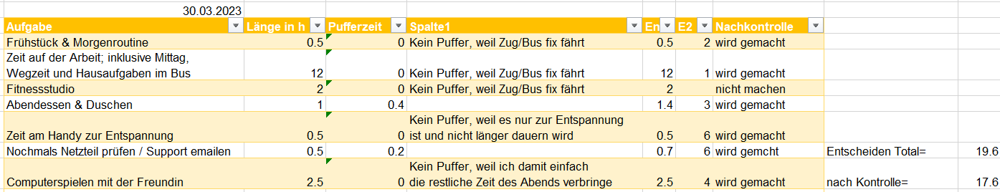 30.03.2023
Aufgabe Länge in h Pufferzeit Spalte1 En E2 Nachkontrolle
Frühstück & Morgenroutine 0.5 0 Kein Puffer, weil Zug/Bus fix fährt 0.5 2 wird gemacht
Zeit auf der Arbeit; inklusive Mittag,
Wegzeit und Hausaufgaben im Bus 12 0 Kein Puffer, weil Zug/Bus fix fährt 12 1 wird gemacht
Fitnessstudio 2 0 Kein Puffer, weil Zug/Bus fix fährt 2 nicht machen
Abendessen & Duschen 1 0.4 1.4 3 wird gemacht
Kein Puffer, weil es nur zur Entspannung
Zeit am Handy zur Entspannung 0.5 0 ist und nicht länger dauern wird 0.5 6 wird gemacht
Nochmals Netzteil prüfen / Support emailen 0.5 0.2 0.7 6 wird gemcht Entscheiden Total= 19.6
Kein Puffer, weil ich damit einfach
Computerspielen mit der Freundin 2.5 0 die restliche Zeit des Abends verbringe 2.5 4 wird gemacht nach Kontrolle= 17.6